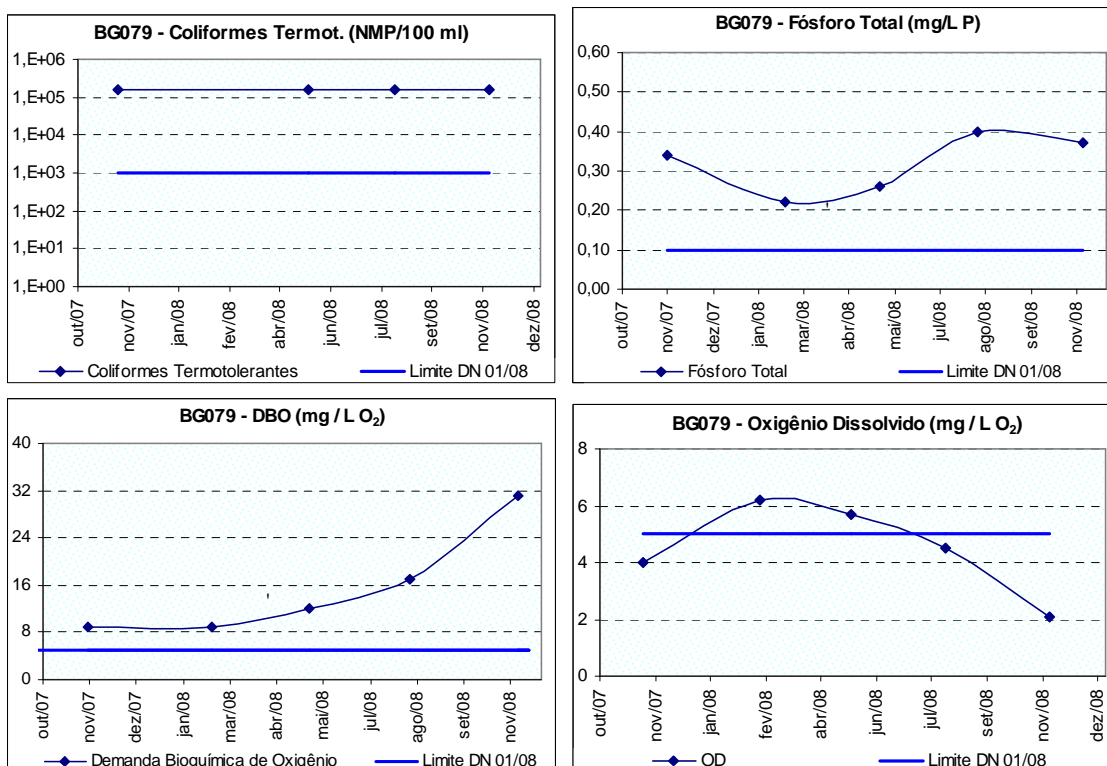 BG079 - Coliformes Termot. (NMP/100 ml)
1,E+06
1,E+05
1,E+04
1,E+03
1,E+02
1,E+01
1,E+00
out/07 nov/07 jan/08 fev/08 abr/08 jun/08 jul/08 set/08 nov/08 dez/08
Coliformes Termotolerantes Limite DN 01/08
BG079 - Fósforo Total (mg/L P)
0,60
0,50
0,40
0,30
0,20
0,10
0,00
out/07 nov/07 dez/07 jan/08 mar/08 abr/08 mai/08 jul/08 ago/08 set/08 nov/08
Fósforo Total Limite DN 01/08
BG079 - DBO (mg / L O₂)
40
32
24
16
8
0
out/07 nov/07 dez/07 jan/08 mar/08 abr/08 mai/08 jul/08 ago/08 set/08 nov/08
Demanda Bioquímica de Oxigênio Limite DN 01/08
BG079 - Oxigênio Dissolvido (mg / L O₂)
8
6
4
2
0
out/07 nov/07 jan/08 fev/08 abr/08 jun/08 jul/08 set/08 nov/08 dez/08
OD Limite DN 01/08